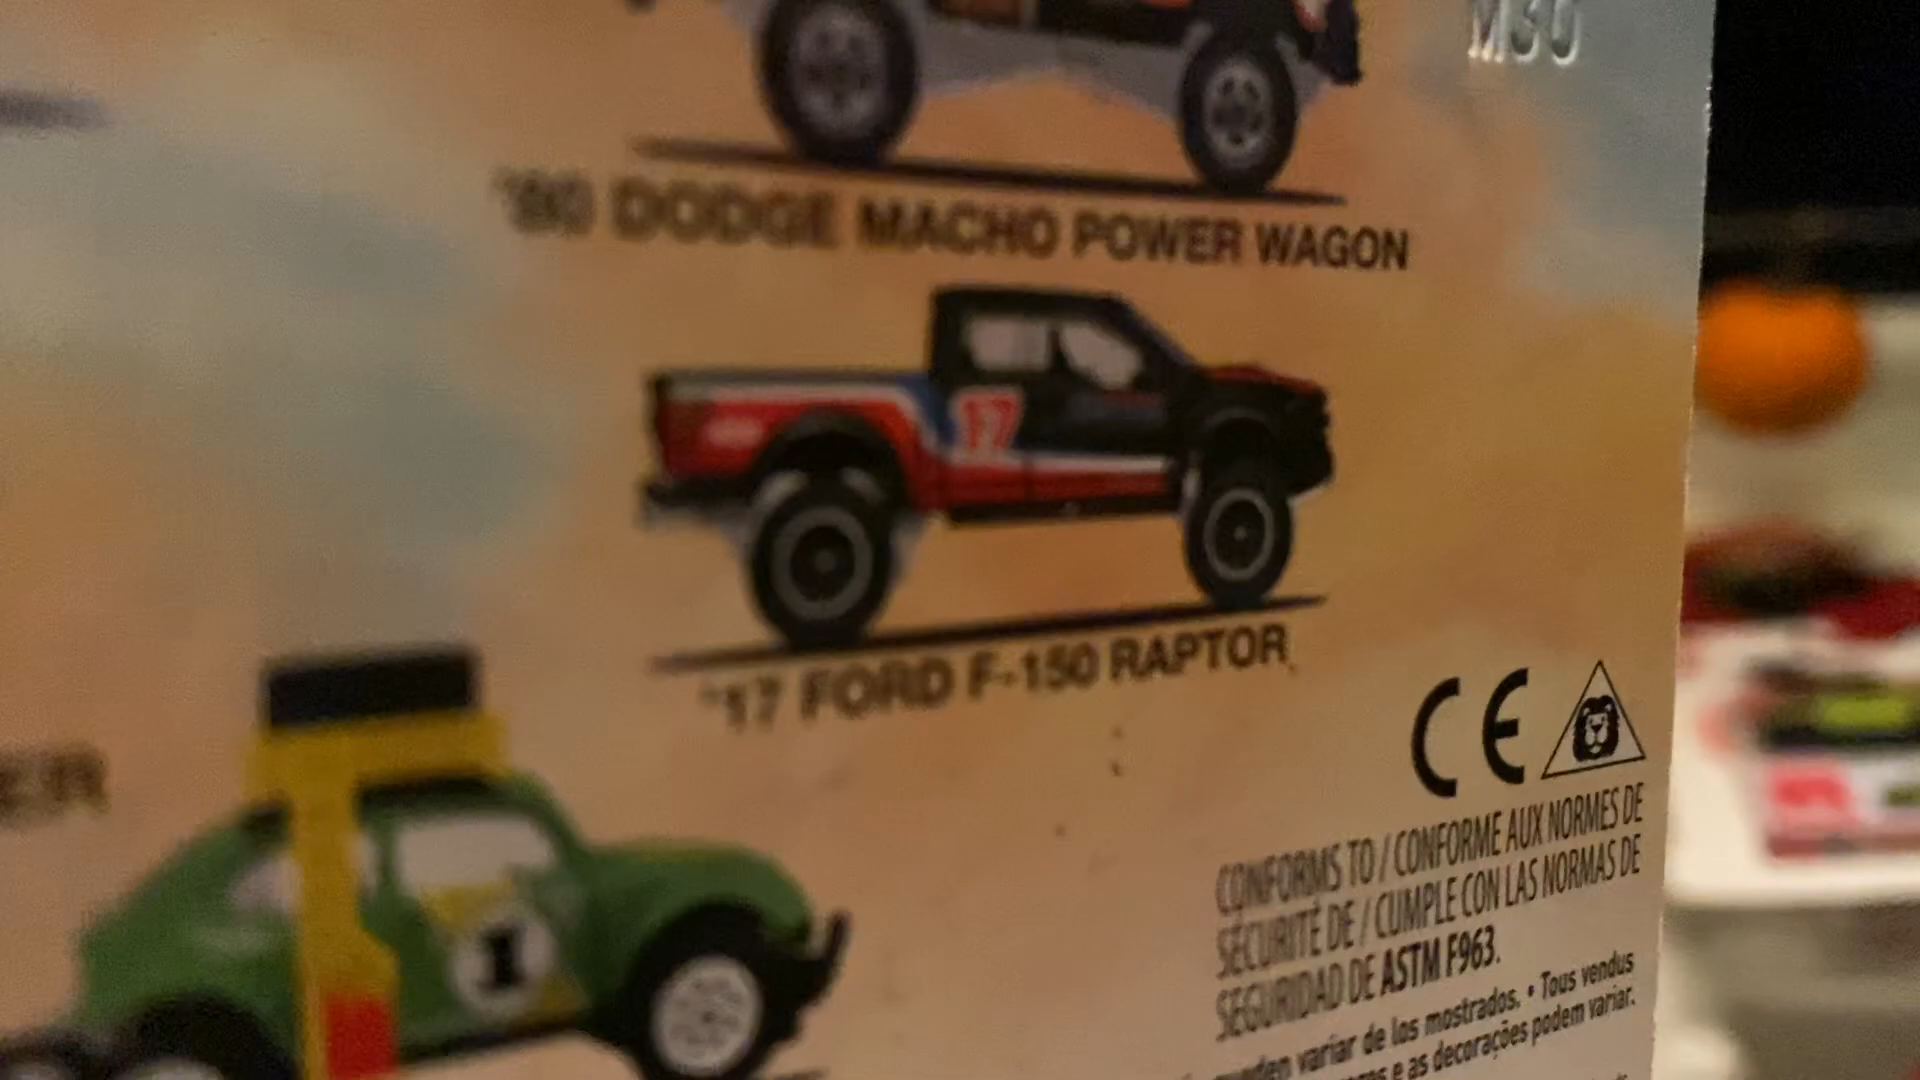 M30
'80 DODGE MACHO POWER WAGON
17
'17 FORD F-150 RAPTOR
ER
1
CE
CONFORMS TO / CONFORME AUX NORMES DE
SÉCURITÉ DE / CUMPLE CON LAS NORMAS DE
SEGURIDAD DE ASTM F963.
variar de los mostrados. • Tous vendus
e as decorações podem variar.